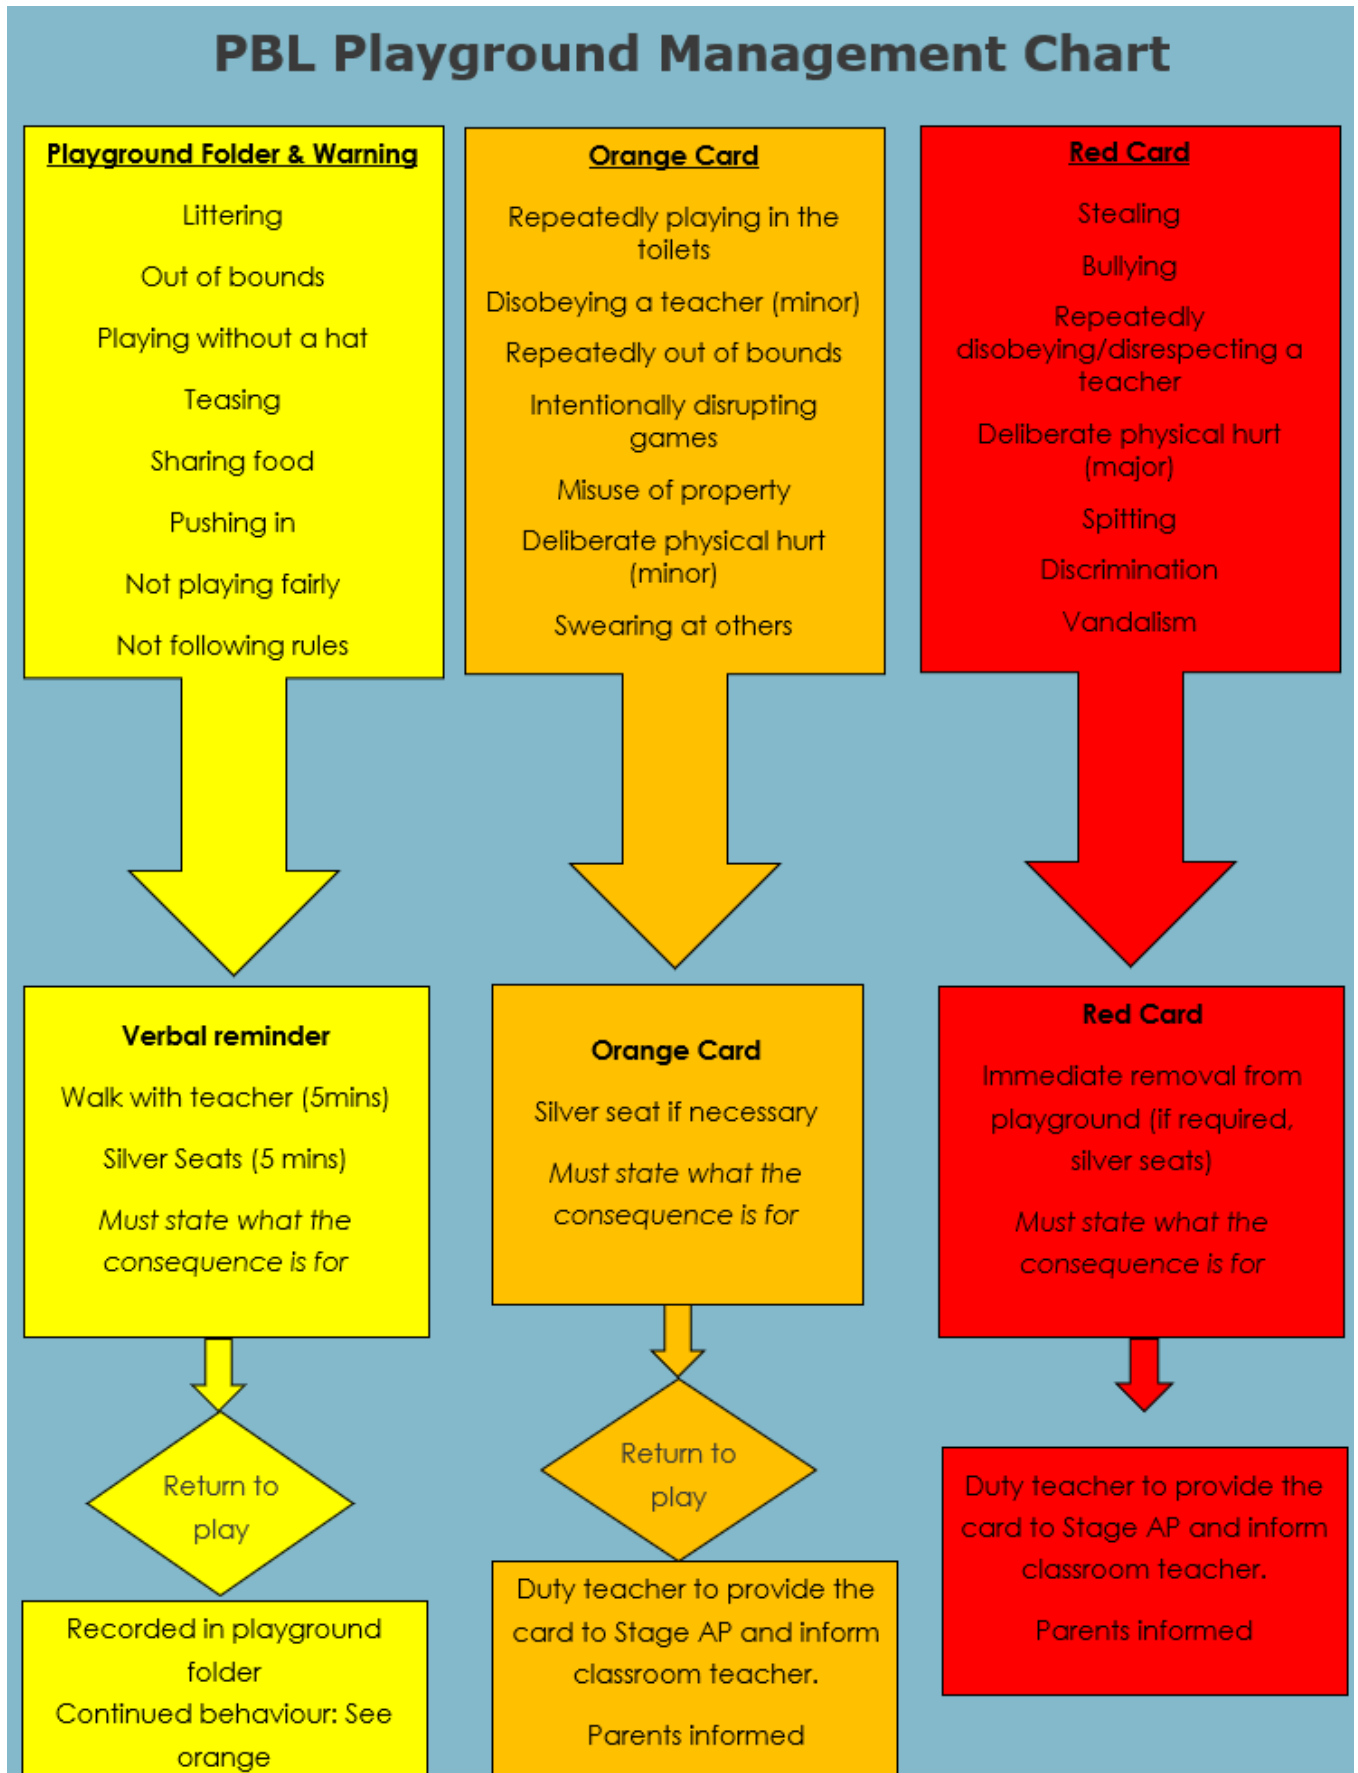 PBL Playground Management Chart
Playground Folder & Warning
Littering
Out of bounds
Playing without a hat
Teasing
Sharing food
Pushing in
Not playing fairly
Not following rules
Orange Card
Repeatedly playing in the
toilets
Disobeying a teacher (minor)
Repeatedly out of bounds
Intentionally disrupting
games
Misuse of property
Deliberate physical hurt
(minor)
Swearing at others
Red Card
Stealing
Bullying
Repeatedly
disobeying/disrespecting a
teacher
Deliberate physical hurt
(major)
Spitting
Discrimination
Vandalism
Verbal reminder
Walk with teacher (5mins)
Silver Seats (5 mins)
Must state what the
consequence is for
Orange Card
Silver seat if necessary
Must state what the
consequence is for
Red Card
Immediate removal from
playground (if required,
silver seats)
Must state what the
consequence is for
Return to
play
Return to
play
Recorded in playground
folder
Continued behaviour: See
orange
Duty teacher to provide the
card to Stage AP and inform
classroom teacher.
Parents informed
Duty teacher to provide the
card to Stage AP and inform
classroom teacher.
Parents informed